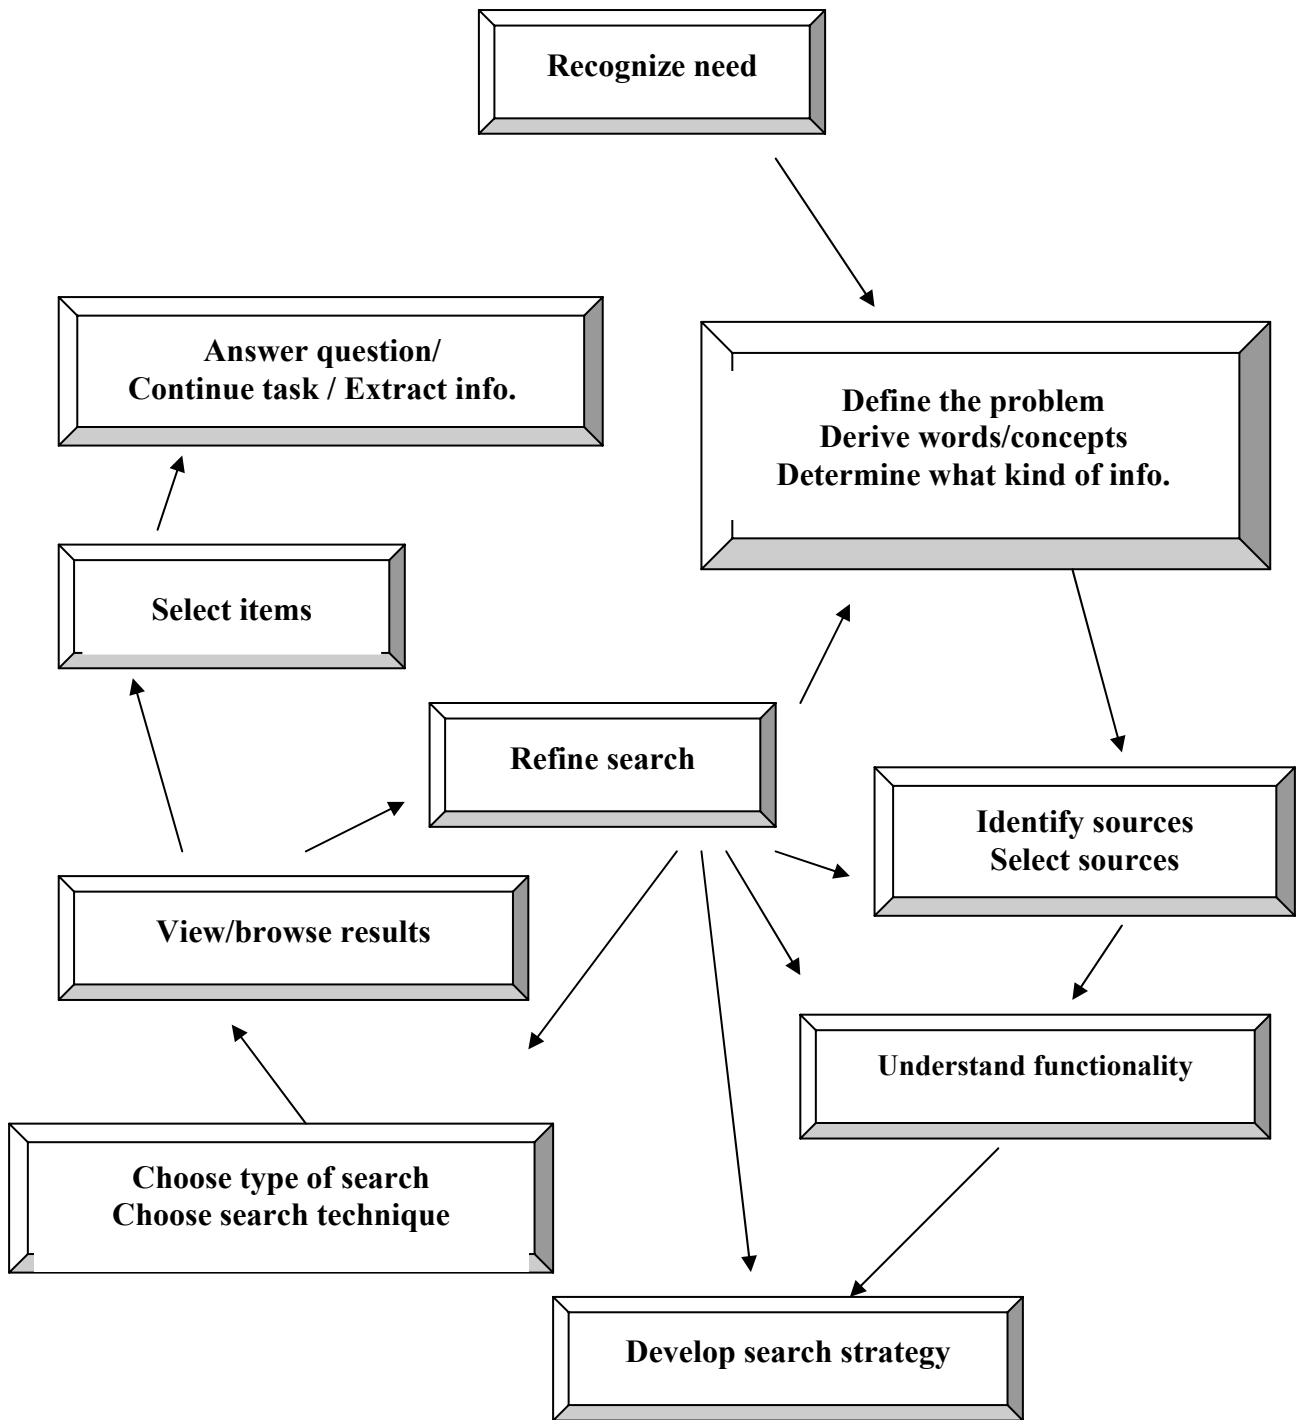 Recognize need
Answer question/
Continue task / Extract info.
Define the problem
Derive words/concepts
Determine what kind of info.
Select items
Refine search
Identify sources
Select sources
View/browse results
Understand functionality
Choose type of search
Choose search technique
Develop search strategy